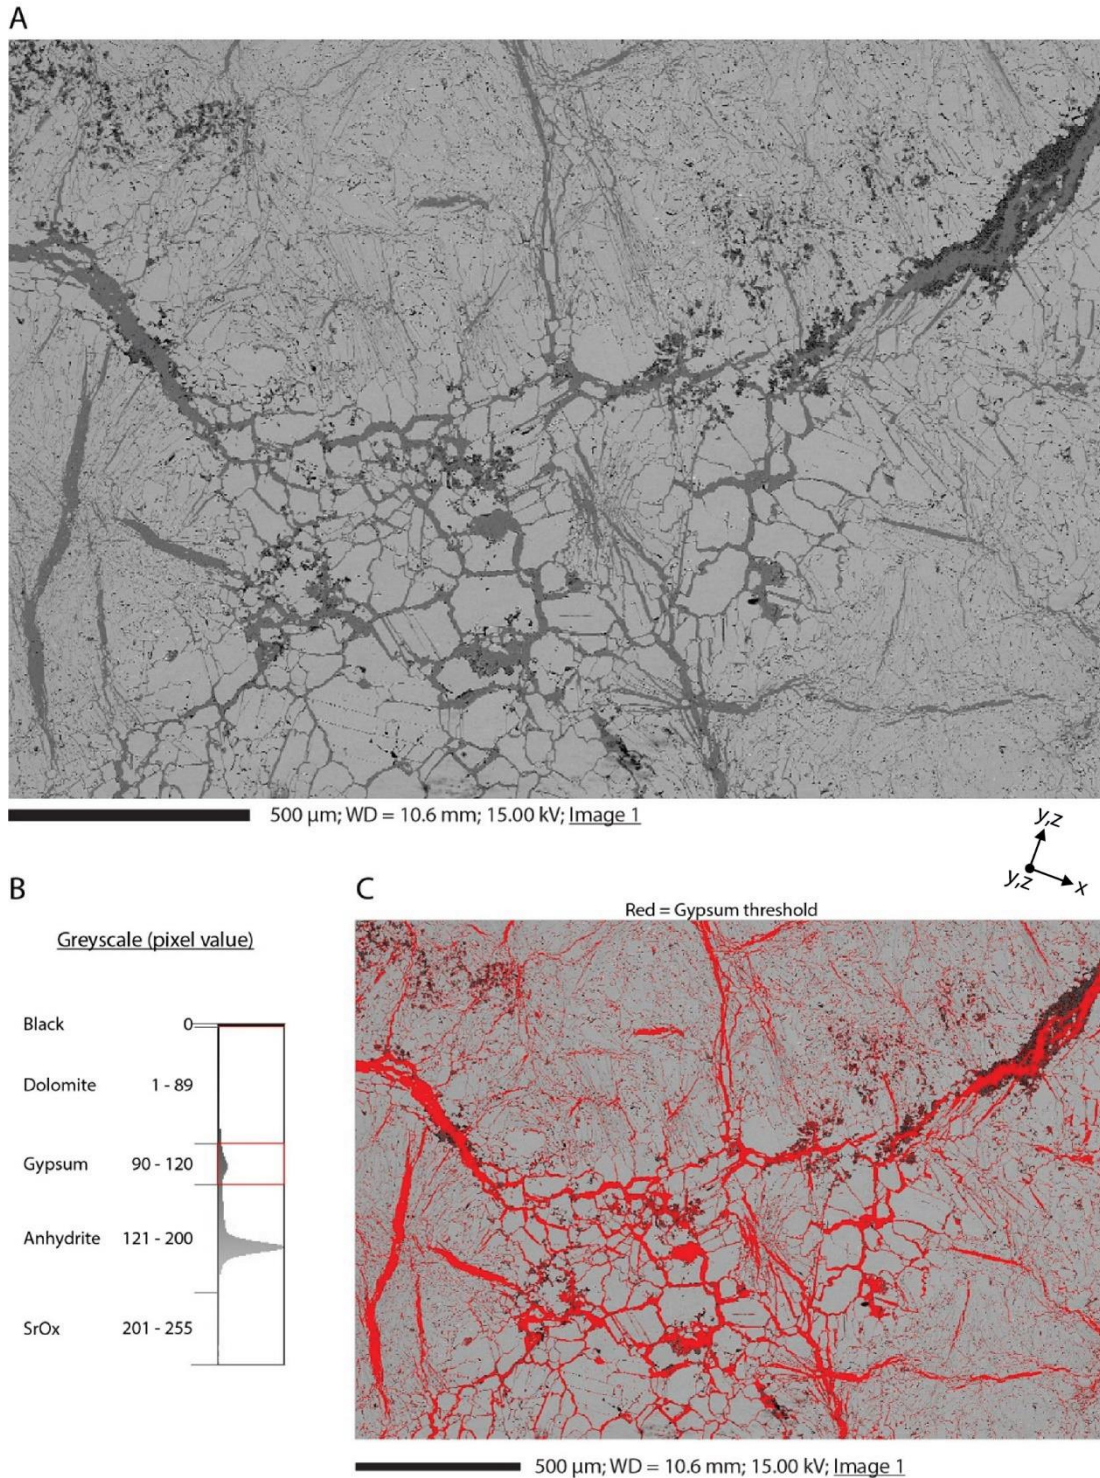 A
500 µm; WD = 10.6 mm; 15.00 kV; Image 1
y,z
y,z
x
B
C
Red = Gypsum threshold
Greyscale (pixel value)
Black 0
Dolomite 1 - 89
Gypsum 90 - 120
Anhydrite 121 - 200
SrOx 201 - 255
500 µm; WD = 10.6 mm; 15.00 kV; Image 1